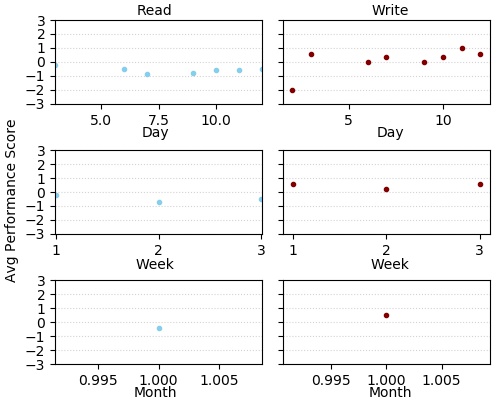 Read Write
3
2
1
0
−1
−2
−3
5.0 7.5 10.0 5 10
Day Day
Avg Performance Score
3
2
1
0
−1
−2
−3
1 2 3 1 2 3
Week Week
3
2
1
0
−1
−2
−3
0.995 1.000 1.005 0.995 1.000 1.005
Month Month